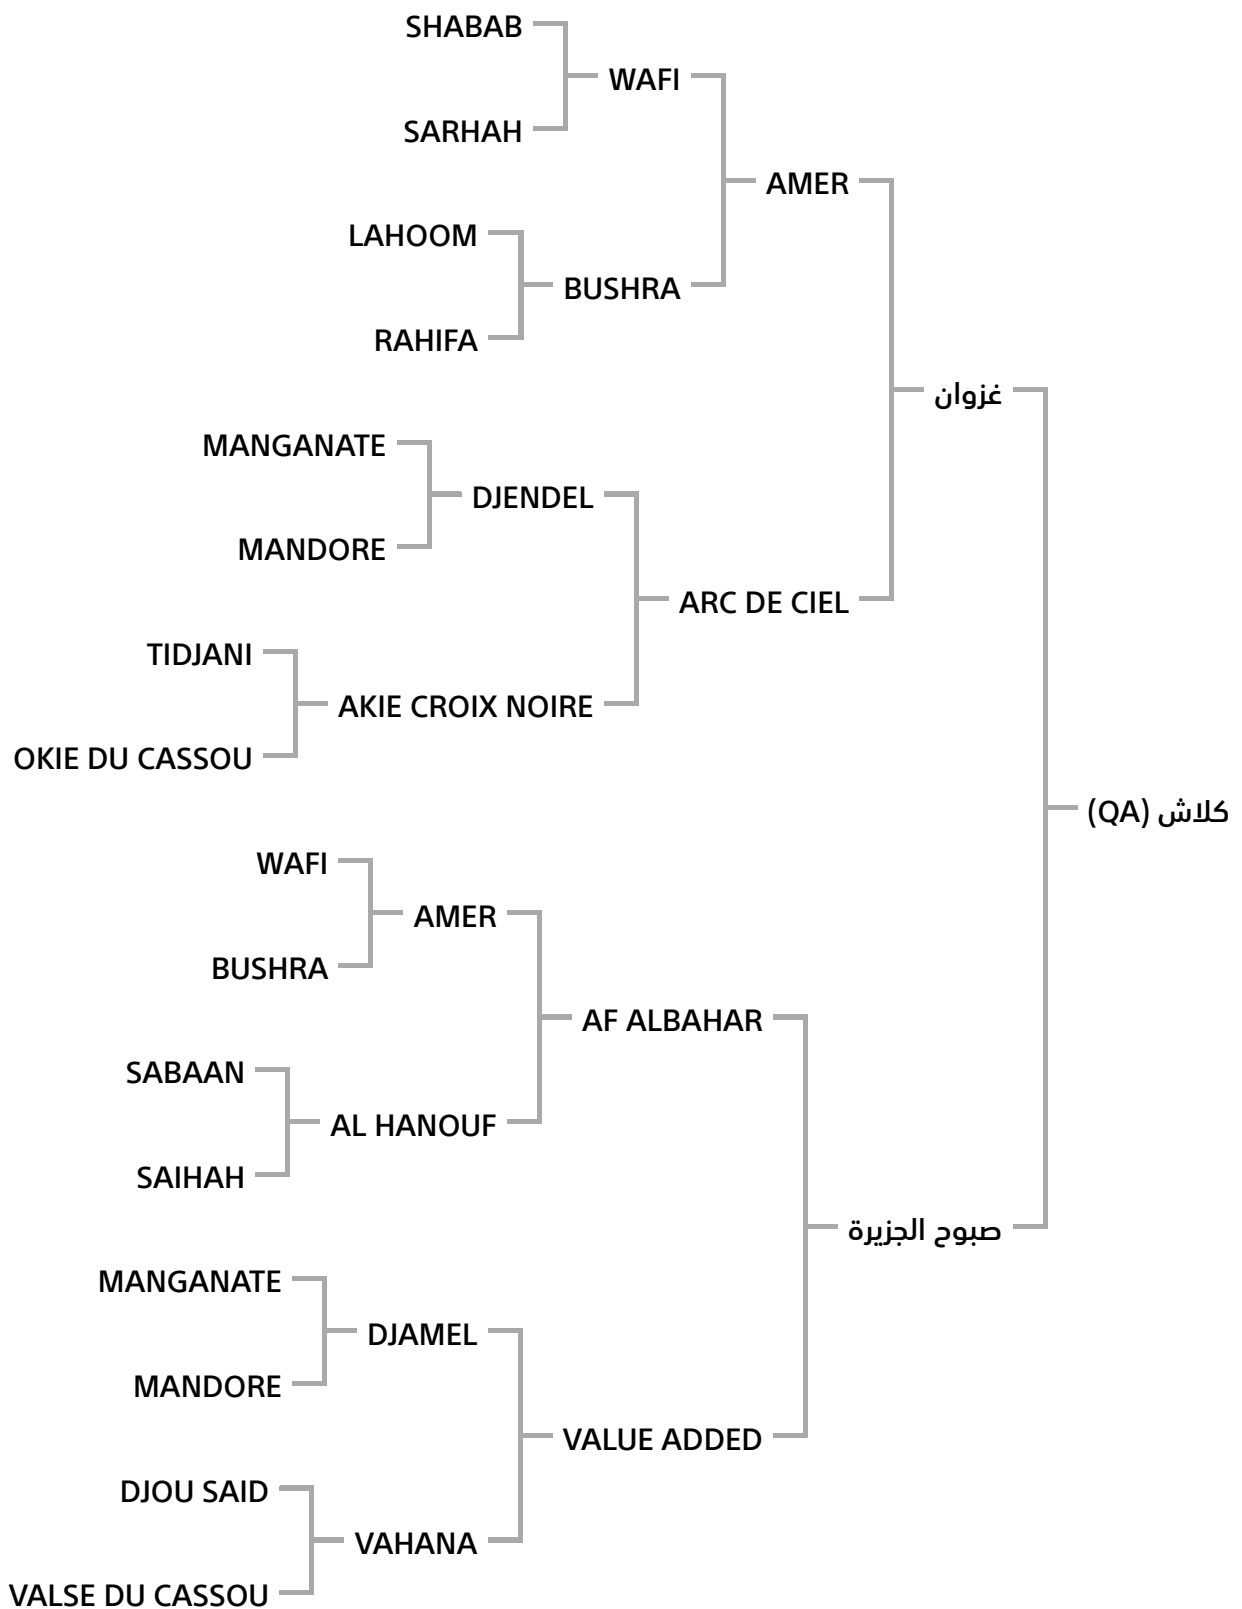 SHABAB
WAFI
SARHAH
AMER
LAHOOM
BUSHRA
RAHIFA
غزوان
MANGANATE
DJENDEL
MANDORE
ARC DE CIEL
TIDJANI
AKIE CROIX NOIRE
OKIE DU CASSOU
كلاش (QA)
WAFI
AMER
BUSHRA
AF ALBAHAR
SABAAN
AL HANOUF
SAIHAH
صبوح الجزيرة
MANGANATE
DJAMEL
MANDORE
VALUE ADDED
DJOU SAID
VAHANA
VALSE DU CASSOU